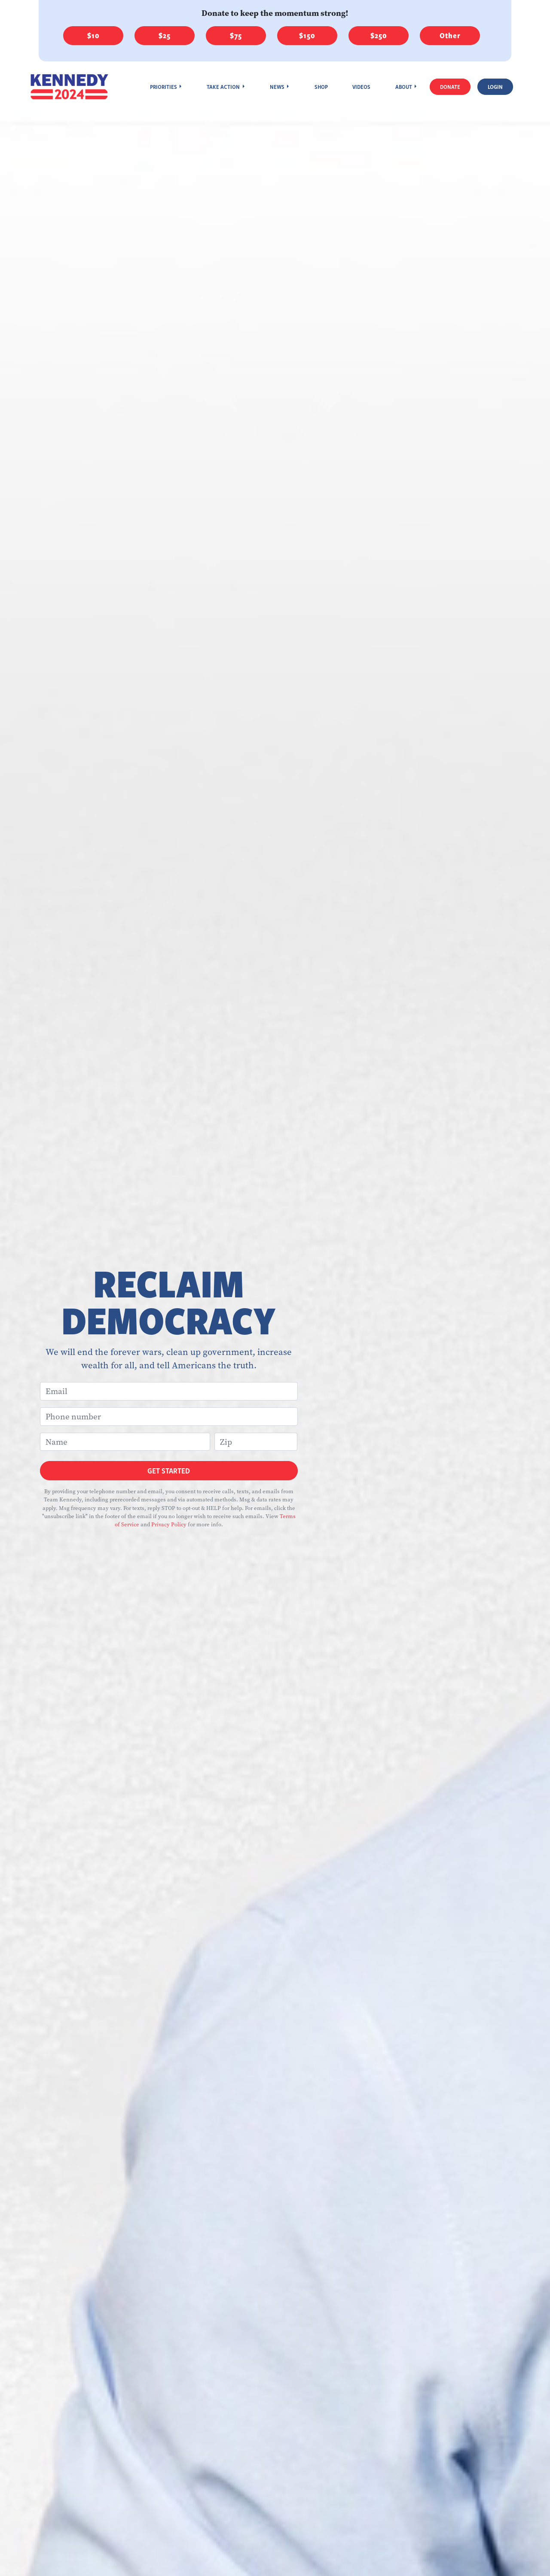 Donate to keep the momentum strong!
$10 $25 $75 $150 $250 Other
KENNEDY
2024
PRIORITIES TAKE ACTION NEWS SHOP VIDEOS ABOUT DONATE LOGIN
RECLAIM
DEMOCRACY
We will end the forever wars, clean up government, increase
wealth for all, and tell Americans the truth.
Email
Phone number
Name Zip
GET STARTED
By providing your telephone number and email, you consent to receive calls, texts, and emails from
Team Kennedy, including prerecorded messages and via automated methods. Msg & data rates may
apply. Msg frequency may vary. For texts, reply STOP to opt-out & HELP for help. For emails, click the
"unsubscribe link" in the footer of the email if you no longer wish to receive such emails. View Terms
of Service and Privacy Policy for more info.